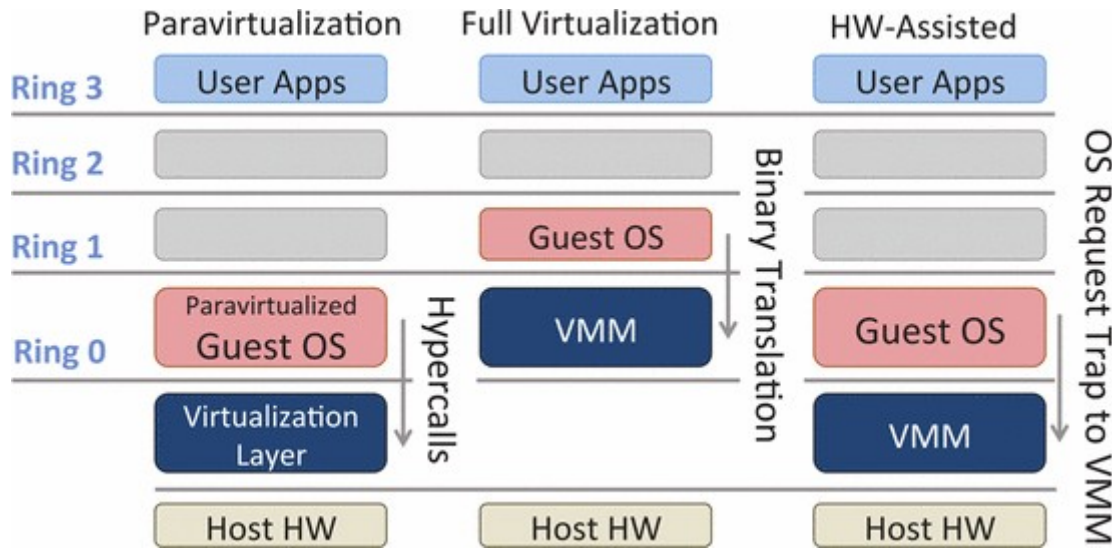 Paravirtualization
Full Virtualization
HW-Assisted
Ring 3
User Apps
User Apps
User Apps
Ring 2
Ring 1
Guest OS
Ring 0
Paravirtualized
Guest OS
VMM
Guest OS
Virtualization
Layer
VMM
Host HW
Host HW
Host HW
Hypercalls
Binary Translation
OS Request Trap to VMM